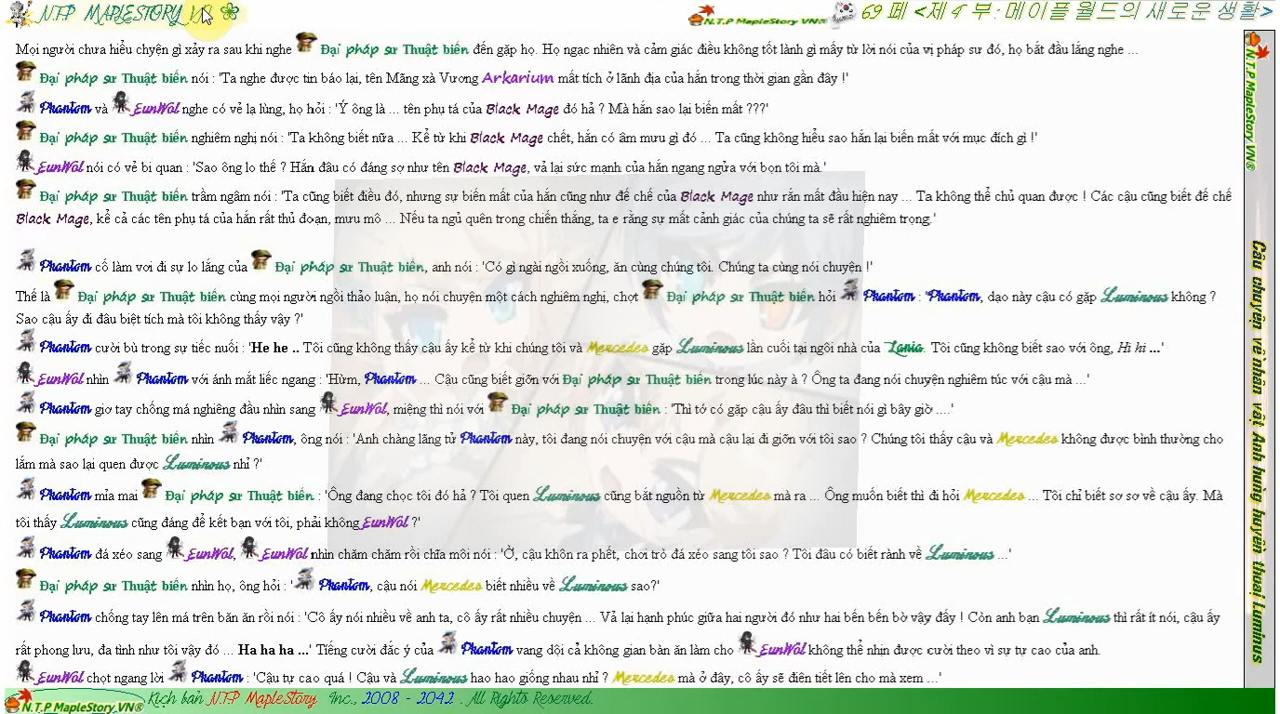 N.T.P MAPLESTORY VN
N.T.P MapleStory.VN®
69 페 <제 4 부: 메이플 월드의 새로운 생활>
Mọi người chưa hiểu chyện gì xảy ra sau khi nghe Đại pháp sư Thuật biến đến gặp họ. Họ ngạc nhiên và cảm giác điều không tốt lành gì mấy từ lời nói của vị pháp sư đó, họ bắt đầu lắng nghe ...
Đại pháp sư Thuật biến nói : 'Ta nghe được tin báo lại, tên Mãng xà Vương Arkarium mất tích ở lãnh địa của hắn trong thời gian gần đây !'
Phantom và EunWol nghe có vẻ lạ lùng, họ hỏi : 'Ý ông là ... tên phụ tá của Black Mage đó hả ? Mà hắn sao lại biến mất ???'
Đại pháp sư Thuật biến nghiêm nghị nói : 'Ta không biết nữa ... Kể từ khi Black Mage chết, hắn có âm mưu gì đó ... Ta cũng không hiểu sao hắn lại biến mất với mục đích gì !'
EunWol nói có vẻ bi quan : 'Sao ông lo thế ? Hắn đâu có đáng sợ như tên Black Mage, vả lại sức mạnh của hắn ngang ngửa với bọn tôi mà.'
Đại pháp sư Thuật biến trầm ngâm nói : 'Ta cũng biết điều đó, nhưng sự biến mất của hắn cũng như đế chế của Black Mage như rắn mất đầu hiện nay ... Ta không thể chủ quan được ! Các cậu cũng biết đế chế
Black Mage, kể cả các tên phụ tá của hắn rất thủ đoạn, mưu mô ... Nếu ta ngủ quên trong chiến thắng, ta e rằng sự mất cảnh giác của chúng ta sẽ rất nghiêm trọng.'
Phantom cố làm vơi đi sự lo lắng của Đại pháp sư Thuật biến, anh nói : 'Có gì ngài ngồi xuống, ăn cùng chúng tôi. Chúng ta cùng nói chuyện !'
Thế là Đại pháp sư Thuật biến cùng mọi người ngồi thảo luận, họ nói chuyện một cách nghiêm nghị, chợt Đại pháp sư Thuật biến hỏi Phantom : 'Phantom, dạo này cậu có gặp Luminous không ?
Sao cậu ấy đi đâu biệt tích mà tôi không thấy vậy ?'
Phantom cười bù trong sự tiếc nuối : 'He he .. Tôi cũng không thấy cậu ấy kể từ khi chúng tôi và Mercedes gặp Luminous lần cuối tại ngôi nhà của Lania. Tôi cũng không biết sao với ông, Hi hi ...'
EunWol nhìn Phantom với ánh mắt liếc ngang : 'Hừm, Phantom ... Cậu cũng biết giỡn với Đại pháp sư Thuật biến trong lúc này à ? Ông ta đang nói chuyện nghiêm túc với cậu mà ...'
Phantom giơ tay chống má nghiêng đầu nhìn sang EunWol, miệng thì nói với Đại pháp sư Thuật biến : 'Thì tớ có gặp cậu ấy đâu thì biết nói gì bây giờ ....'
Đại pháp sư Thuật biến nhìn Phantom, ông nói : 'Anh chàng lãng tử Phantom này, tôi đang nói chuyện với cậu mà cậu lại đi giỡn với tôi sao ? Chúng tôi thấy cậu và Mercedes không được bình thường cho
lắm mà sao lại quen được Luminous nhỉ ?'
Phantom mỉa mai Đại pháp sư Thuật biến : 'Ông đang chọc tôi đó hả ? Tôi quen Luminous cũng bắt nguồn từ Mercedes mà ra ... Ông muốn biết thì đi hỏi Mercedes ... Tôi chỉ biết sơ sơ về cậu ấy. Mà
tôi thấy Luminous cũng đáng để kết bạn với tôi, phải không EunWol ?'
Phantom đá xéo sang EunWol, EunWol nhìn chăm chăm rồi chĩa môi nói : 'Ờ, cậu khôn ra phết, chơi trò đá xéo sang tôi sao ? Tôi đâu có biết rành về Luminous ...'
Đại pháp sư Thuật biến nhìn họ, ông hỏi : 'Phantom, cậu nói Mercedes biết nhiều về Luminous sao?'
Phantom chống tay lên má trên băn ăn rồi nói : 'Cô ấy nói nhiều về anh ta, cô ấy rất nhiều chuyện ... Vả lại hạnh phúc giữa hai người đó như hai bến bến bờ vậy đấy ! Còn anh bạn Luminous thì rất ít nói, cậu ấy
rất phong lưu, đa tình như tôi vậy đó ... Ha ha ha ...' Tiếng cười đặc ý của Phantom vang dội cả không gian bàn ăn làm cho EunWol không thể nhịn được cười theo vì sự tự cao của anh.
EunWol chọt ngang lời Phantom : 'Cậu tự cao quá ! Cậu và Luminous hao hao giống nhau nhỉ ? Mercedes mà ở đây, cô ấy sẽ điên tiết lên cho mà xem ...'
N.T.P MapleStory.VN®
Câu chuyện về nhân vật Anh hùng huyền thoại Luminus
N.T.P MapleStory.VN®
Kịch bản N.T.P MapleStory Inc., 2008 - 2042 . All Rights Reserved.